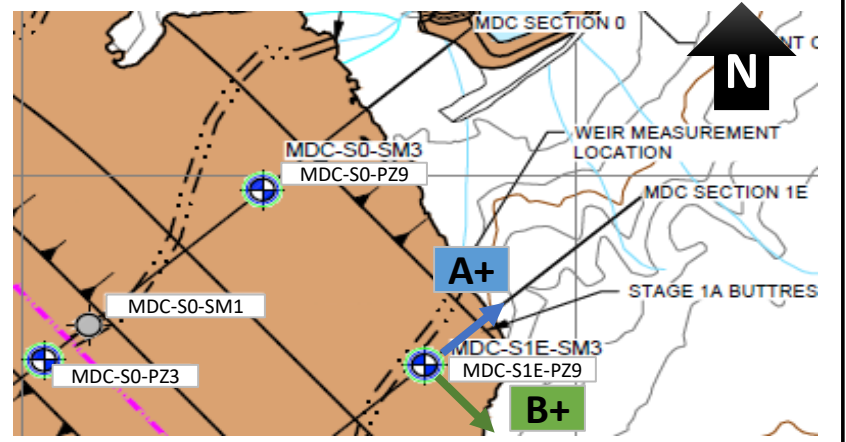 MDC SECTION 0
NT C
N
MDC-S0-SM3
MDC-S0-PZ9
WEIR MEASUREMENT
LOCATION
MDC SECTION 1E
A+
MDC-S0-SM1
STAGE 1A BUTTRES
MDC-S1E-SM3
MDC-S1E-PZ9
MDC-S0-PZ3
B+